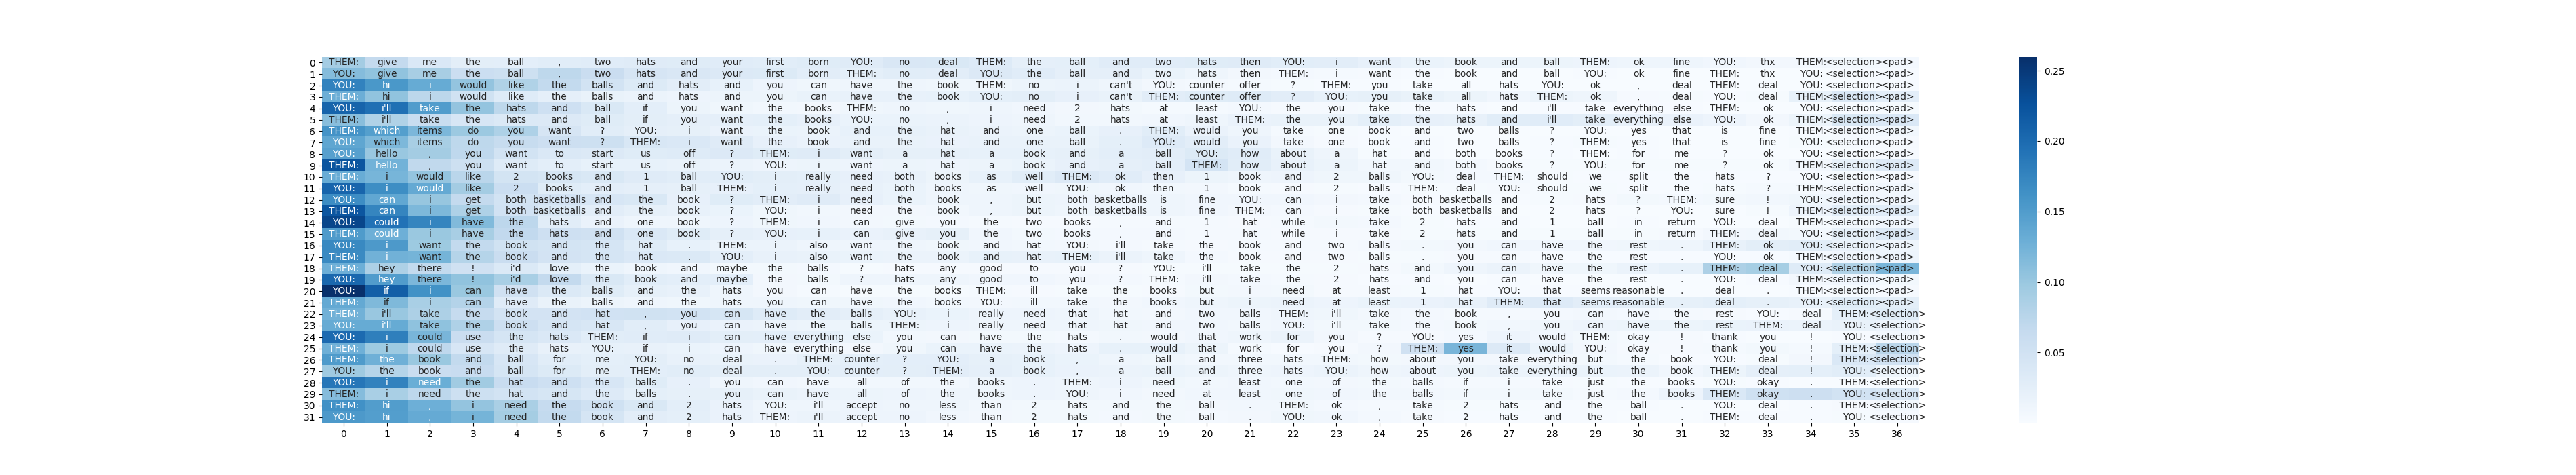 0 THEM: give me the ball , two hats and your first born YOU: no deal THEM: the ball and two hats then YOU: i want the book and ball THEM: ok fine YOU: thx THEM: <selection> <pad>
1 YOU: give me the ball , two hats and your first born THEM: no deal YOU: the ball and two hats then THEM: i want the book and ball YOU: ok fine THEM: thx YOU: <selection> <pad>
2 YOU: hi i would like the balls and hats and you can have the book THEM: no i can't YOU: counter offer ? THEM: you take all hats YOU: ok , deal THEM: deal YOU: <selection> <pad>
3 THEM: hi i would like the balls and hats and you can have the book YOU: no i can't THEM: counter offer ? YOU: you take all hats THEM: ok , deal YOU: deal THEM: <selection> <pad>
4 YOU: i'll take the hats and ball if you want the books THEM: no , i need 2 hats at least YOU: the you take the hats and i'll take everything else THEM: ok YOU: <selection> <pad>
5 THEM: i'll take the hats and ball if you want the books YOU: no , i need 2 hats at least THEM: the you take the hats and i'll take everything else YOU: ok THEM: <selection> <pad>
6 THEM: which items do you want ? YOU: i want the book and the hat and one ball . THEM: would you take one book and two balls ? YOU: yes that is fine THEM: <selection> <pad>
7 YOU: which items do you want ? THEM: i want the book and the hat and one ball . YOU: would you take one book and two balls ? THEM: yes that is fine YOU: <selection> <pad>
8 YOU: hello , you want to start us off ? THEM: i want a hat a book and a ball YOU: how about a hat and both books ? THEM: for me ? ok YOU: <selection> <pad>
9 THEM: hello , you want to start us off ? YOU: i want a hat a book and a ball THEM: how about a hat and both books ? YOU: for me ? ok THEM: <selection> <pad>
10 THEM: i would like 2 books and 1 ball YOU: i really need both books as well THEM: ok then 1 book and 2 balls YOU: deal THEM: should we split the hats ? YOU: <selection> <pad>
11 YOU: i would like 2 books and 1 ball THEM: i really need both books as well YOU: ok then 1 book and 2 balls THEM: deal YOU: should we split the hats ? THEM: <selection> <pad>
12 YOU: can i get both basketballs and the book ? THEM: i need the book , but both basketballs is fine YOU: can i take both basketballs and 2 hats ? THEM: sure ! YOU: <selection> <pad>
13 THEM: can i get both basketballs and the book ? YOU: i need the book , but both basketballs is fine THEM: can i take both basketballs and 2 hats ? YOU: sure ! THEM: <selection> <pad>
14 YOU: could i have the hats and one book ? THEM: i can give you the two books , and 1 hat while i take 2 hats and 1 ball in return YOU: deal THEM: <selection> <pad>
15 THEM: could i have the hats and one book ? YOU: i can give you the two books , and 1 hat while i take 2 hats and 1 ball in return THEM: deal YOU: <selection> <pad>
16 YOU: i want the book and the hat . THEM: i also want the book and hat YOU: i'll take the book and two balls . you can have the rest . THEM: ok YOU: <selection> <pad>
17 THEM: i want the book and the hat . YOU: i also want the book and hat THEM: i'll take the book and two balls . you can have the rest . YOU: ok THEM: <selection> <pad>
18 THEM: hey there ! i'd love the book and maybe the balls ? hats any good to you ? YOU: i'll take the 2 hats and you can have the rest . THEM: deal YOU: <selection> <pad>
19 YOU: hey there ! i'd love the book and maybe the balls ? hats any good to you ? THEM: i'll take the 2 hats and you can have the rest . YOU: deal THEM: <selection> <pad>
20 YOU: if i can have the balls and the hats you can have the books THEM: ill take the books but i need at least 1 hat YOU: that seems reasonable . deal . THEM: <selection> <pad>
21 THEM: if i can have the balls and the hats you can have the books YOU: ill take the books but i need at least 1 hat THEM: that seems reasonable . deal . YOU: <selection> <pad>
22 THEM: i'll take the book and hat , you can have the balls YOU: i really need that hat and two balls THEM: i'll take the book , you can have the rest YOU: deal THEM: <selection>
23 YOU: i'll take the book and hat , you can have the balls THEM: i really need that hat and two balls YOU: i'll take the book , you can have the rest THEM: deal YOU: <selection>
24 YOU: i could use the hats THEM: if i can have everything else you can have the hats . would that work for you ? YOU: yes it would THEM: okay ! thank you ! YOU: <selection>
25 THEM: i could use the hats YOU: if i can have everything else you can have the hats . would that work for you ? THEM: yes it would YOU: okay ! thank you ! THEM: <selection>
26 THEM: the book and ball for me YOU: no deal . THEM: counter ? YOU: a book , a ball and three hats THEM: how about you take everything but the book YOU: deal ! THEM: <selection>
27 YOU: the book and ball for me THEM: no deal . YOU: counter ? THEM: a book , a ball and three hats YOU: how about you take everything but the book THEM: deal ! YOU: <selection>
28 YOU: i need the hat and the balls . you can have all of the books . THEM: i need at least one of the balls if i take just the books YOU: okay . THEM: <selection>
29 THEM: i need the hat and the balls . you can have all of the books . YOU: i need at least one of the balls if i take just the books THEM: okay . YOU: <selection>
30 THEM: hi , i need the book and 2 hats YOU: i'll accept no less than 2 hats and the ball . THEM: ok , take 2 hats and the ball . YOU: deal . THEM: <selection>
31 YOU: hi , i need the book and 2 hats THEM: i'll accept no less than 2 hats and the ball . YOU: ok , take 2 hats and the ball . THEM: deal . YOU: <selection>
0 1 2 3 4 5 6 7 8 9 10 11 12 13 14 15 16 17 18 19 20 21 22 23 24 25 26 27 28 29 30 31 32 33 34 35 36
0.25
0.20
0.15
0.10
0.05